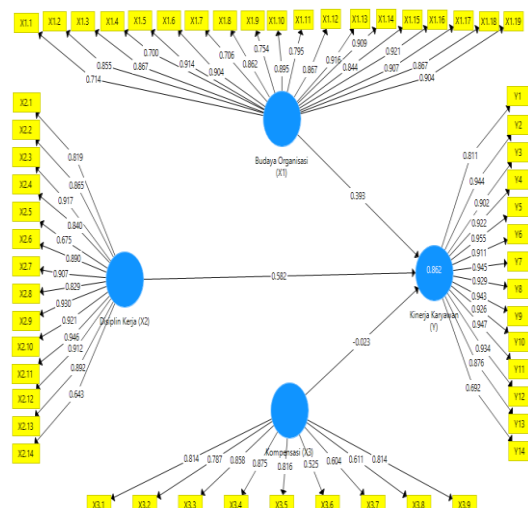 X1.1 X1.2 X1.3 X1.4 X1.5 X1.6 X1.7 X1.8 X1.9 X1.10 X1.11 X1.12 X1.13 X1.14 X1.15 X1.16 X1.17 X1.18 X1.19
0.714 0.855 0.867 0.700 0.914 0.904 0.706 0.862 0.754 0.895 0.795 0.867 0.916 0.909 0.844 0.921 0.907 0.867 0.904
Budaya Organisasi
(X1)
X2.1
X2.2
X2.3
X2.4
X2.5
X2.6
X2.7
X2.8
X2.9
X2.10
X2.11
X2.12
X2.13
X2.14
0.819
0.865
0.917
0.840
0.675
0.890
0.907
0.829
0.930
0.921
0.946
0.912
0.892
0.643
Disiplin Kerja (X2)
0.393
0.582
-0.023
0.862
Kinerja Karyawan
(Y)
0.811
0.944
0.902
0.922
0.955
0.911
0.945
0.929
0.943
0.926
0.947
0.934
0.876
0.692
Y1
Y2
Y3
Y4
Y5
Y6
Y7
Y8
Y9
Y10
Y11
Y12
Y13
Y14
Kompensasi (X3)
0.814 0.787 0.858 0.875 0.816 0.525 0.604 0.611 0.814
X3.1 X3.2 X3.3 X3.4 X3.5 X3.6 X3.7 X3.8 X3.9